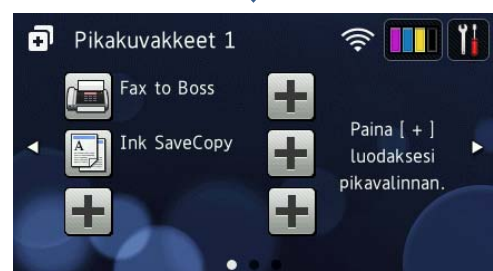 Pikakuvakkeet 1
Fax to Boss
Ink SaveCopy
Paina [ + ]
luodaksesi
pikavalinnan.